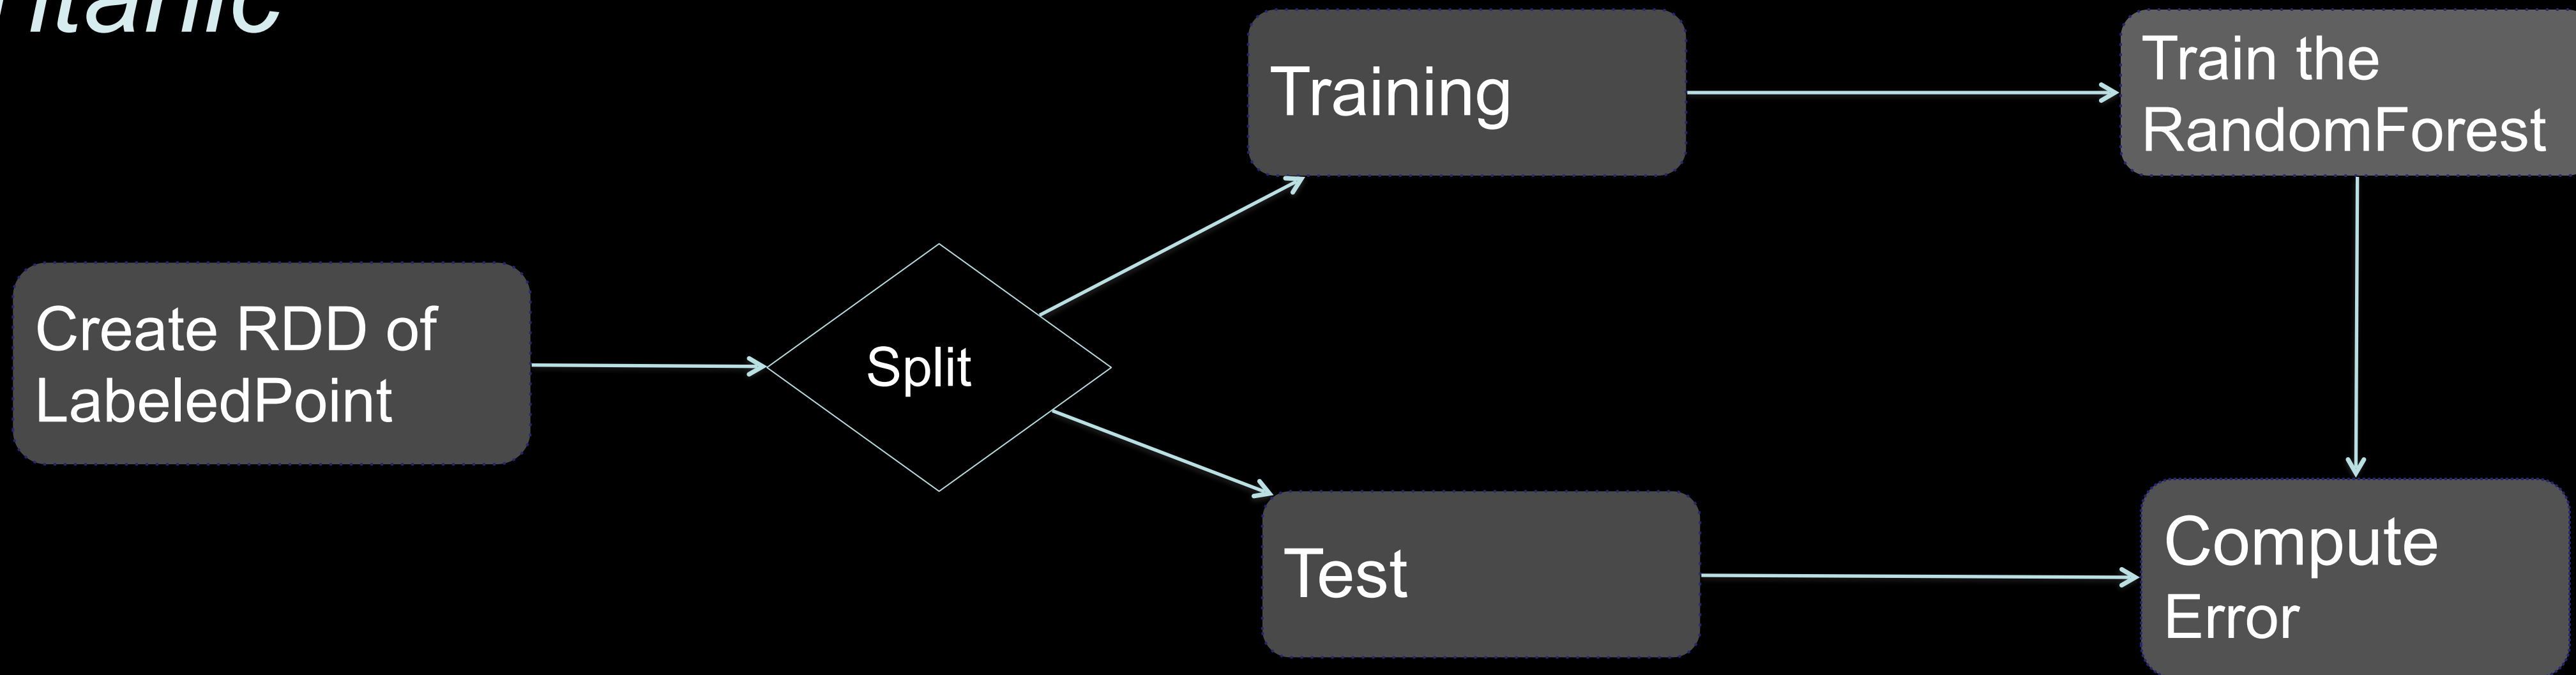 Training
Train the
RandomForest
Create RDD of
LabeledPoint
Split
Test
Compute
Error